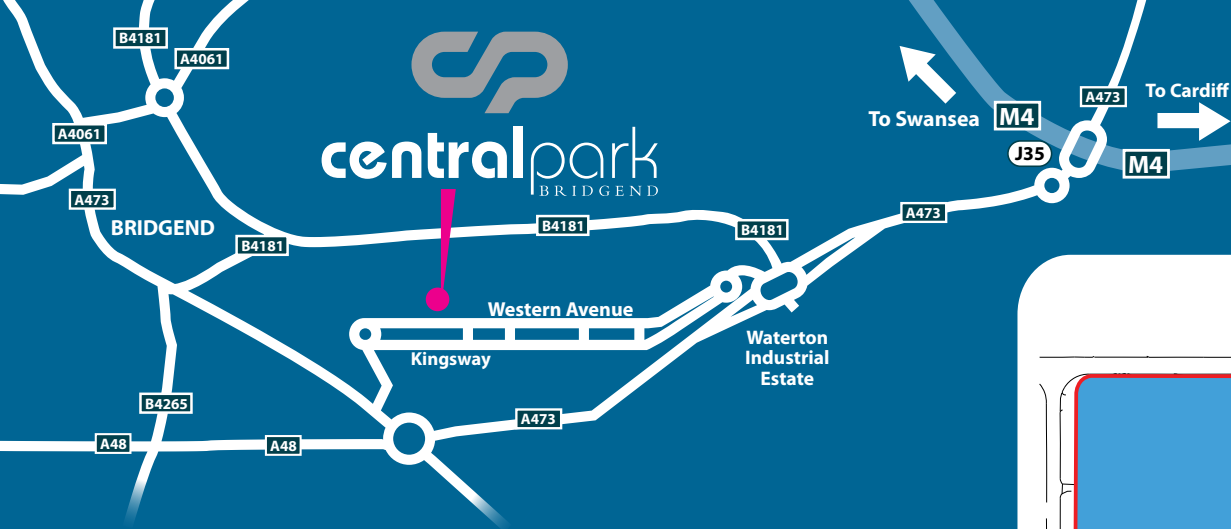 B4181
A4061
A4061
A473
BRIDGEND
B4181
centralpark
BRIDGEND
B4181
B4181
To Swansea
M4
J35
A473
To Cardiff
M4
A473
Western Avenue
Kingsway
Waterton
Industrial
Estate
B4265
A48
A48
A473